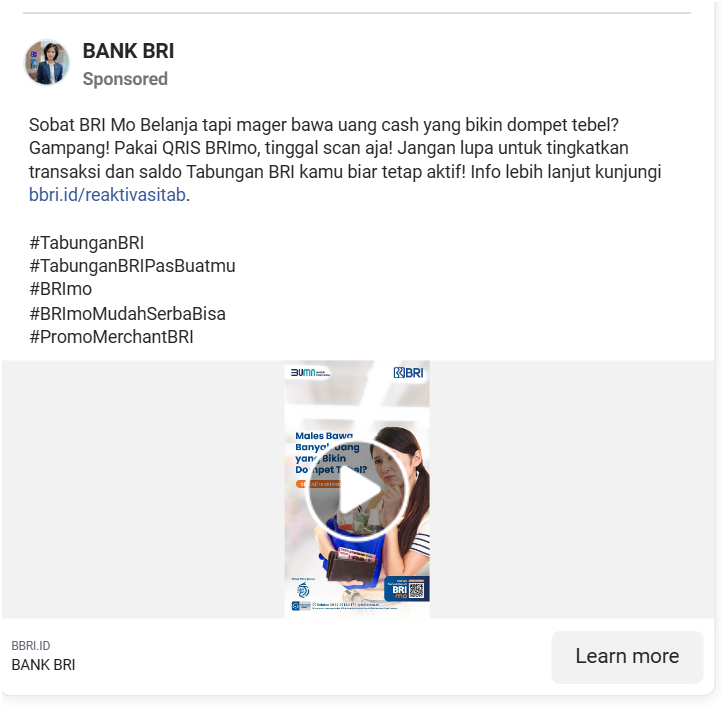 BANK BRI
Sponsored
Sobat BRI Mo Belanja tapi mager bawa uang cash yang bikin dompet tebel?
Gampang! Pakai QRIS BRImo, tinggal scan aja! Jangan lupa untuk tingkatkan
transaksi dan saldo Tabungan BRI kamu biar tetap aktif! Info lebih lanjut kunjungi
bbri.id/reaktivasitab.
#TabunganBRI
#TabunganBRIPasBuatmu
#BRImo
#BRImoMudahSerbaBisa
#PromoMerchantBRI
BUMN
BRI
Males Bawa
Banyak Uang
yang Bikin
Dompet Tebel?
BRI
mo
BBRI.ID
BANK BRI
Learn more